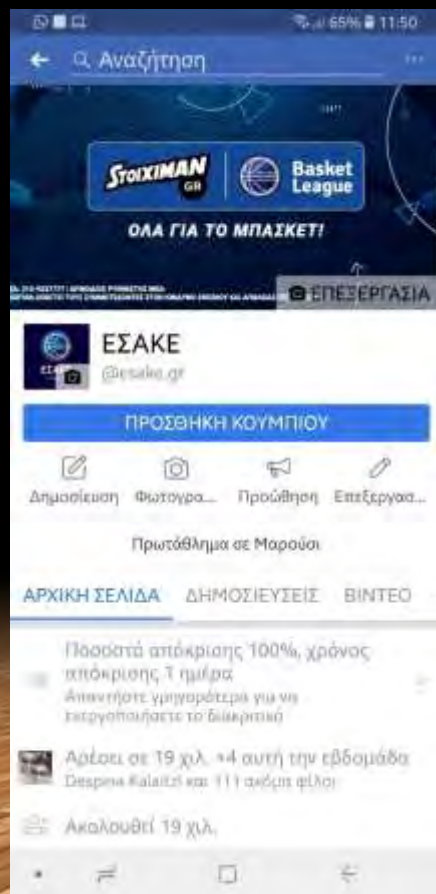 65% 11:50
Αναζήτηση
STOIXIMAN GR
Basket League
ΟΛΑ ΓΙΑ ΤΟ ΜΠΑΣΚΕΤ!
ΕΠΕΞΕΡΓΑΣΙΑ
ΕΣΑΚΕ
@esake.gr
ΠΡΟΣΘΗΚΗ ΚΟΥΜΠΙΟΥ
Δημοσίευση Φωτογρα... Προώθηση Επεξεργασ...
Πρωτάθλημα σε Μαρούσι
ΑΡΧΙΚΗ ΣΕΛΙΔΑ ΔΗΜΟΣΙΕΥΣΕΙΣ ΒΙΝΤΕΟ
Ποσοστά απόκρισης 100%, χρόνος
απόκρισης 1 ημέρα
Απαντήστε γρηγορότερα για να
ενεργοποιήσετε το διακριτικό
Αρέσει σε 19 χιλ. +4 αυτή την εβδομάδα
Despina Kalaitzi και 111 ακόμη φίλοι
Ακολουθεί 19 χιλ.